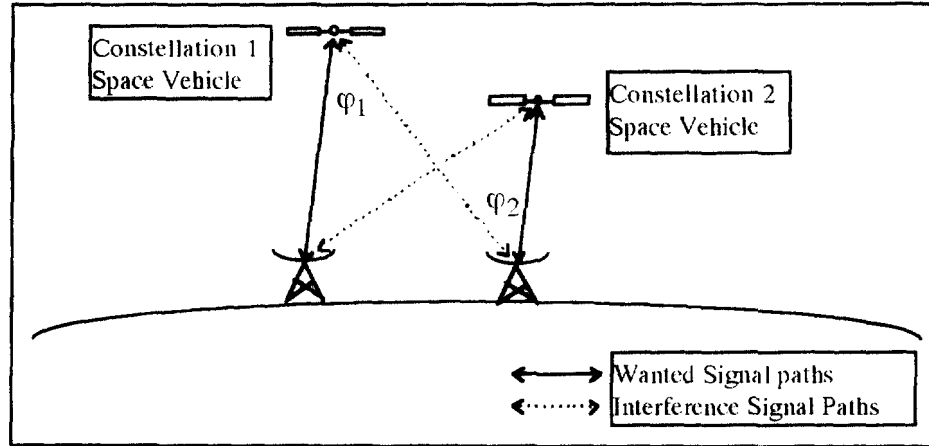 Constellation 1
Space Vehicle
φ1
Constellation 2
Space Vehicle
φ2
Wanted Signal paths
Interference Signal Paths